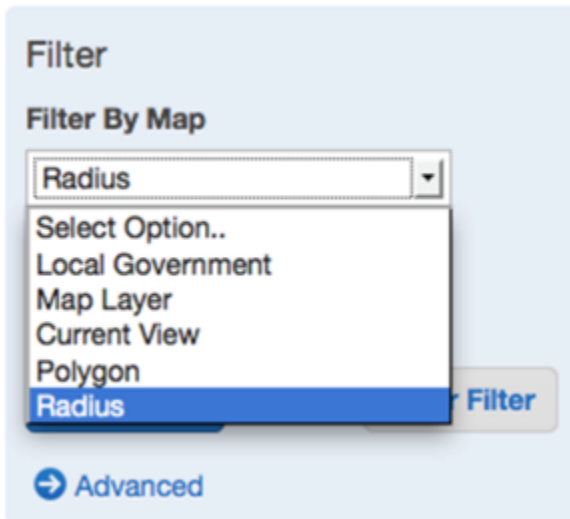 Filter
Filter By Map
Radius
Select Option..
Local Government
Map Layer
Current View
Polygon
Radius
Filter
Advanced